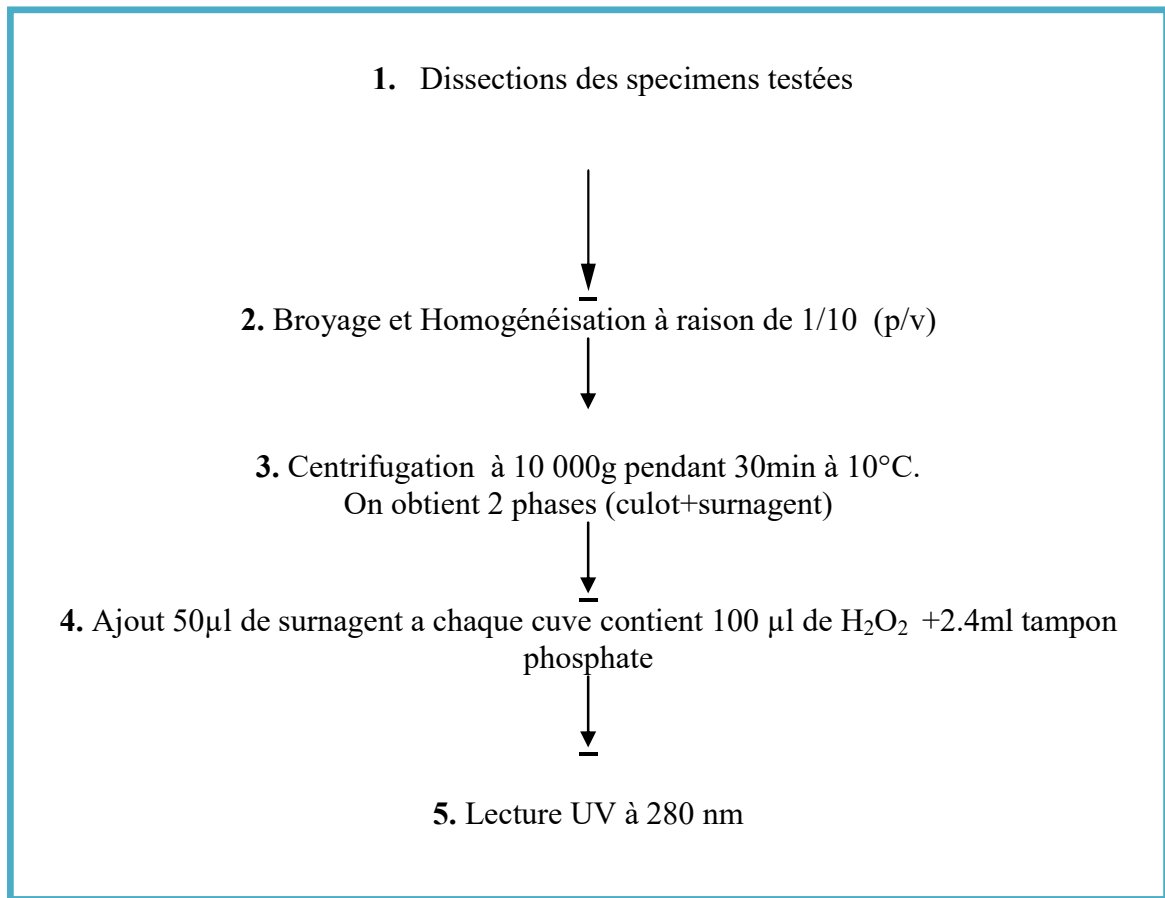 1. Dissections des specimens testées
2. Broyage et Homogénéisation à raison de 1/10 (p/v)
3. Centrifugation à 10 000g pendant 30min à 10°C.
On obtient 2 phases (culot+surnagent)
4. Ajout 50µl de surnagent a chaque cuve contient 100 µl de H₂O₂ +2.4ml tampon
phosphate
5. Lecture UV à 280 nm